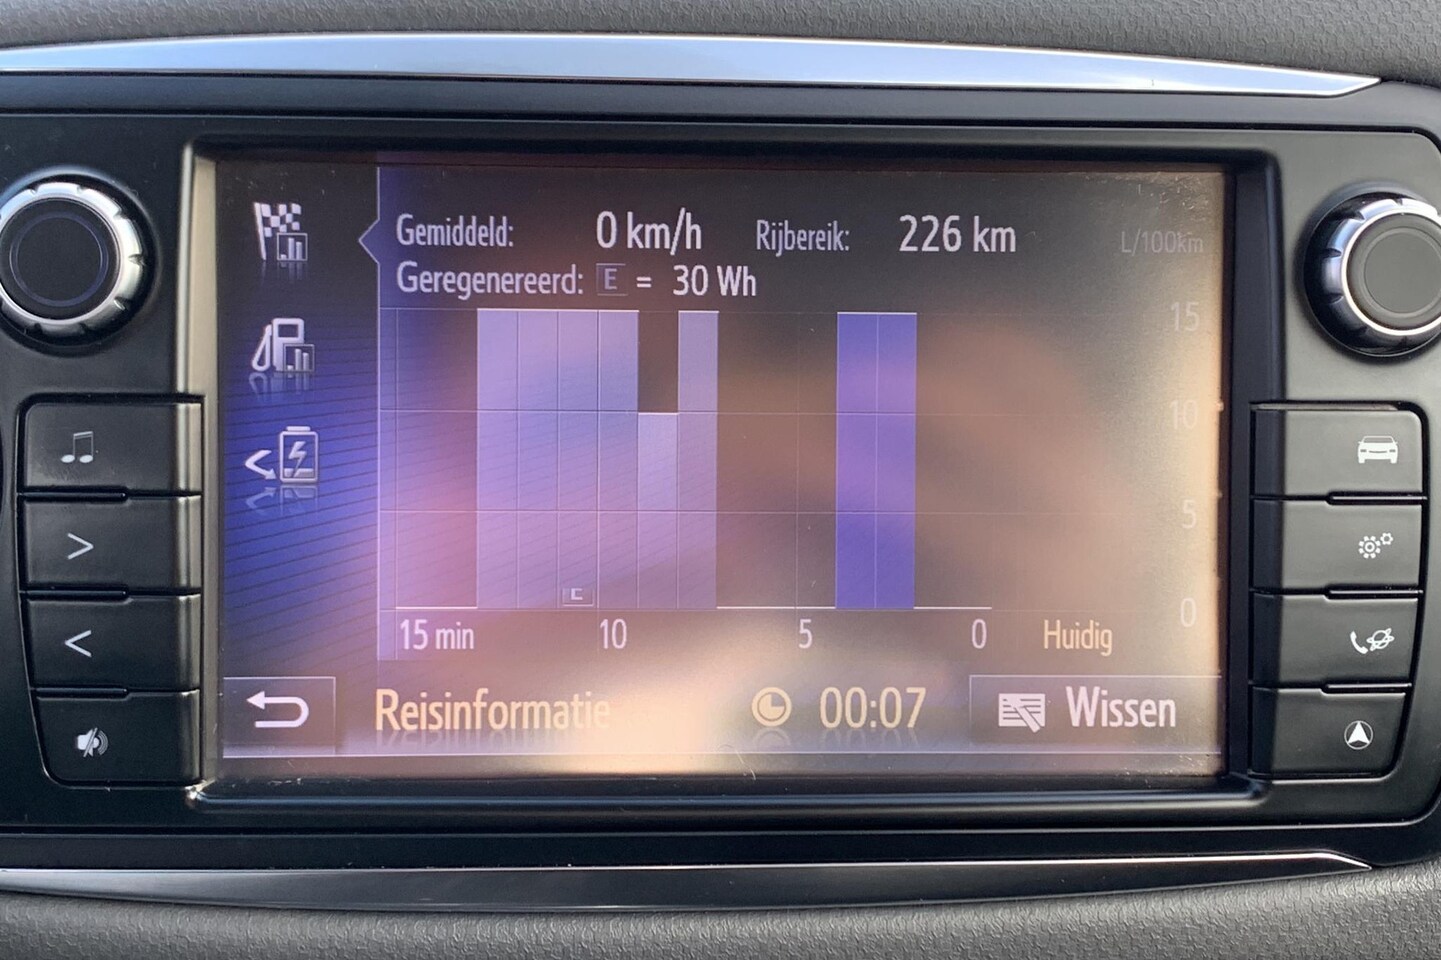 Gemiddeld: 0 km/h Rijbereik: 226 km L/100km
Geregenereerd: E = 30 Wh
15
10
5
0
E
15 min 10 5 0 Huidig
Reisinformatie 00:07 Wissen